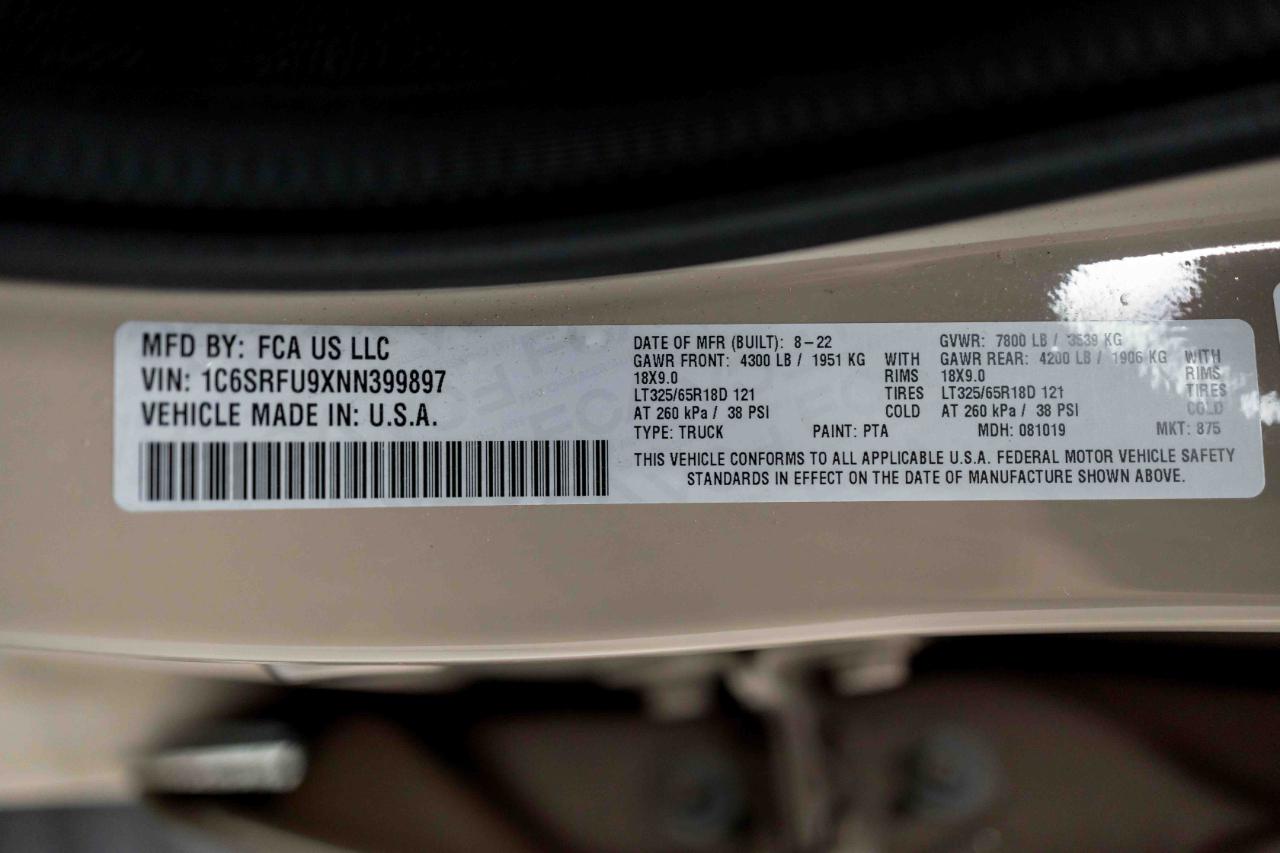 MFD BY: FCA US LLC
VIN: 1C6SRFU9XNN399897
VEHICLE MADE IN: U.S.A.
DATE OF MFR (BUILT): 8-22 GVWR: 7800 LB / 3539 KG
GAWR FRONT: 4300 LB / 1951 KG WITH GAWR REAR: 4200 LB / 1906 KG WITH
18X9.0 RIMS 18X9.0 RIMS
LT325/65R18D 121 TIRES LT325/65R18D 121 TIRES
AT 260 kPa / 38 PSI COLD AT 260 kPa / 38 PSI COLD
TYPE: TRUCK PAINT: PTA MDH: 081019 MKT: 875
THIS VEHICLE CONFORMS TO ALL APPLICABLE U.S.A. FEDERAL MOTOR VEHICLE SAFETY
STANDARDS IN EFFECT ON THE DATE OF MANUFACTURE SHOWN ABOVE.